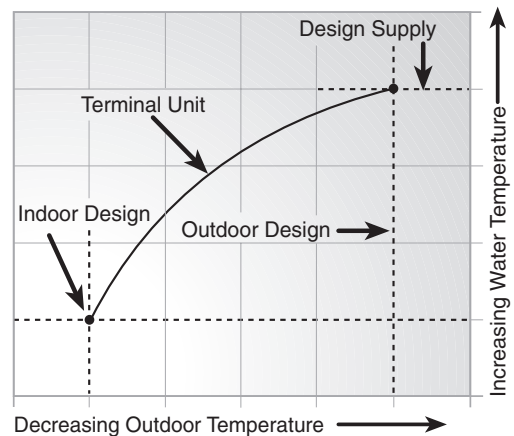 Design Supply
Terminal Unit
Indoor Design
Outdoor Design
Increasing Water Temperature
Decreasing Outdoor Temperature